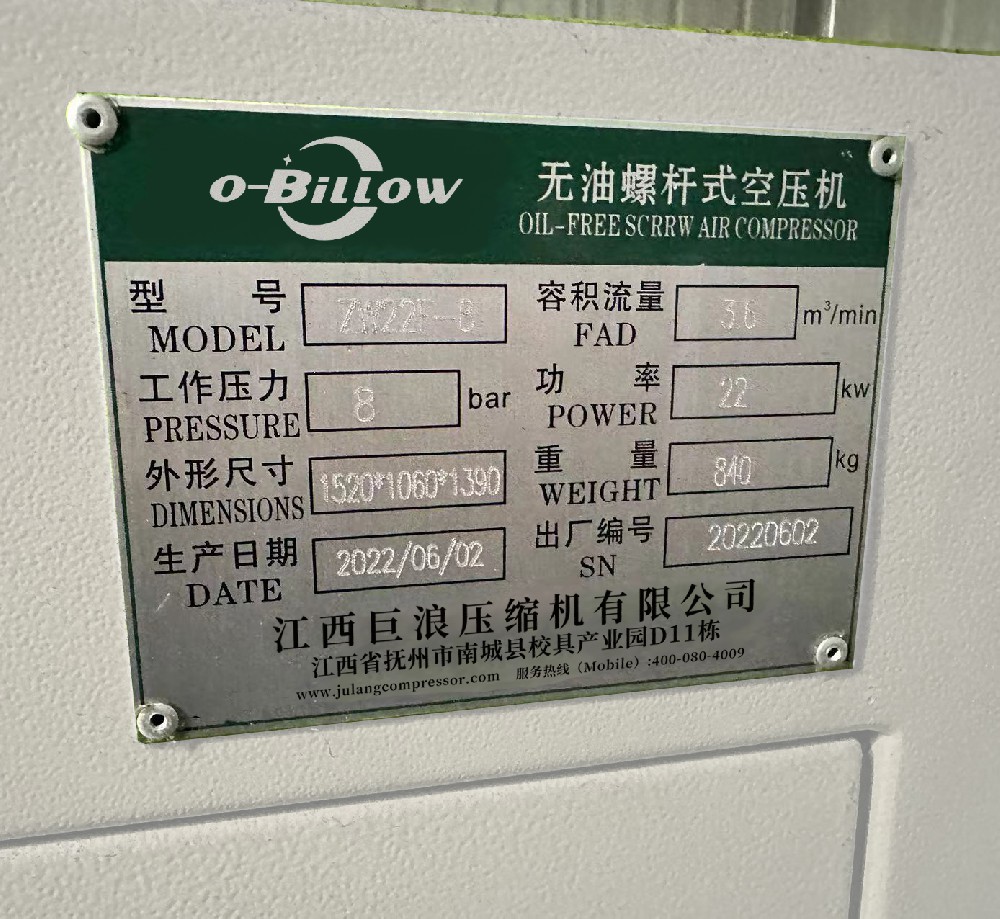 O-BILLOW
无油螺杆式空压机
OIL-FREE SCRRW AIR COMPRESSOR
型号 ZW22F-8
MODEL
容积流量 3.6 m³/min
FAD
工作压力 8 bar
PRESSURE
功率 22 kw
POWER
外形尺寸 1520*1060*1390
DIMENSIONS
重量 840 kg
WEIGHT
生产日期 2022/06/02
DATE
出厂编号 20220602
SN
江西巨浪压缩机有限公司
江西省抚州市南城县校具产业园D11栋
www.julangcompressor.com 服务热线（Mobile）:400-080-4009